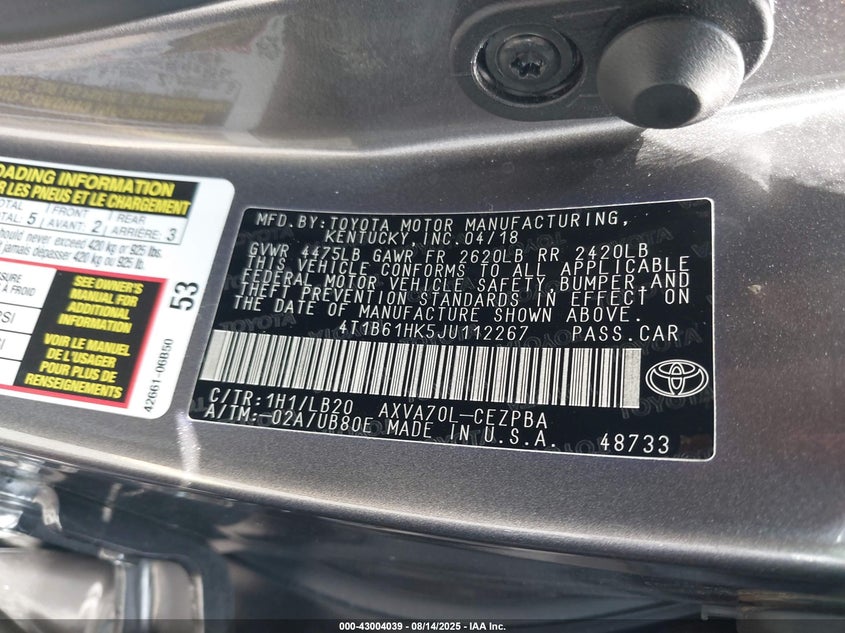 LOADING INFORMATION
R LES PNEUS ET LE CHARGEMENT
TOTAL: 5 FRONT AVANT: 2 REAR ARRIÈRE: 3
should never exceed 420 kg or 925 lbs.
jamais dépasser 420 kg ou 925 lb.
À FROID
SEE OWNER'S
MANUAL FOR
ADDITIONAL
INFORMATION
VOIR LE MANUEL
DE L'USAGER
POUR PLUS DE
RENSEIGNEMENTS
53
42661-06B50
MFD. BY: TOYOTA MOTOR MANUFACTURING,
KENTUCKY, INC. 04/18
GVWR 4475LB GAWR FR 2620LB RR 2420LB
THIS VEHICLE CONFORMS TO ALL APPLICABLE
FEDERAL MOTOR VEHICLE SAFETY, BUMPER, AND
THEFT PREVENTION STANDARDS IN EFFECT ON
THE DATE OF MANUFACTURE SHOWN ABOVE.
4T1B61HK5JU112267 PASS. CAR
C/TR: 1H1/LB20 AXVA70L-CEZPBA
A/TM: -02A/UB80E MADE IN U.S.A. 48733
000-43004039 - 08/14/2025 - IAA Inc.